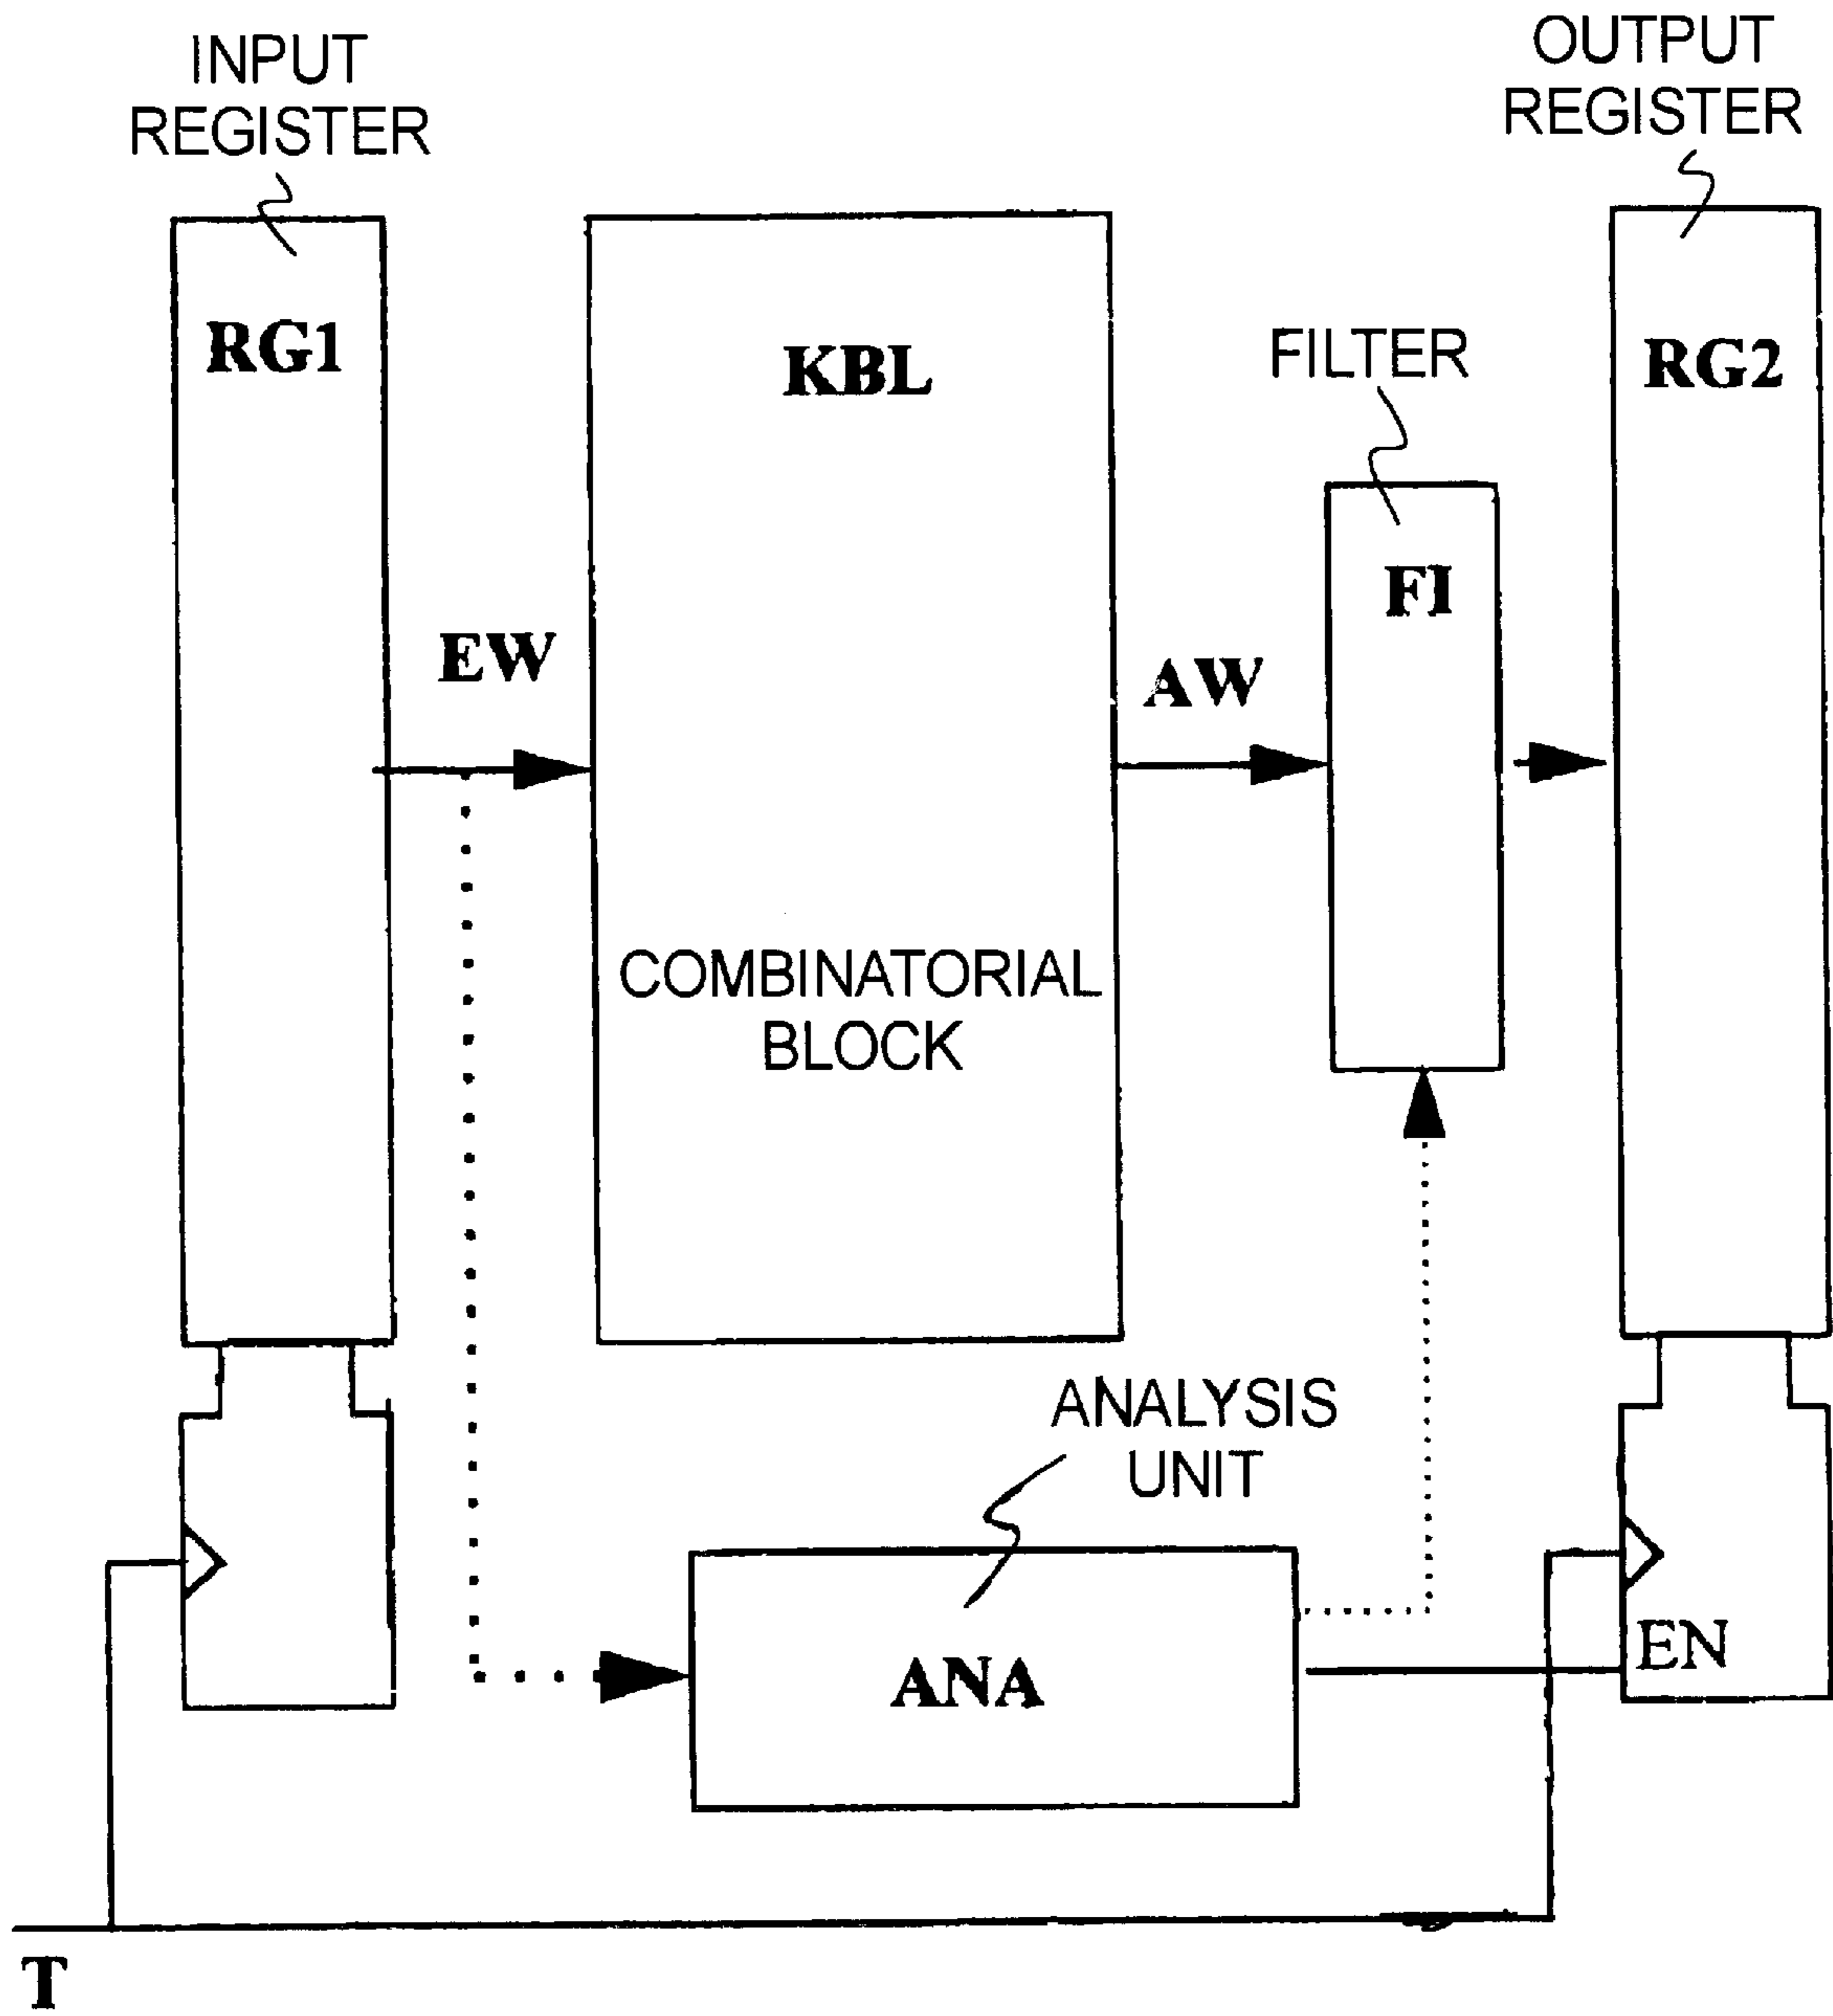 INPUT
REGISTER
OUTPUT
REGISTER
RG1
KBL
FILTER
RG2
FI
EW
AW
COMBINATORIAL
BLOCK
ANALYSIS
UNIT
EN
ANA
T